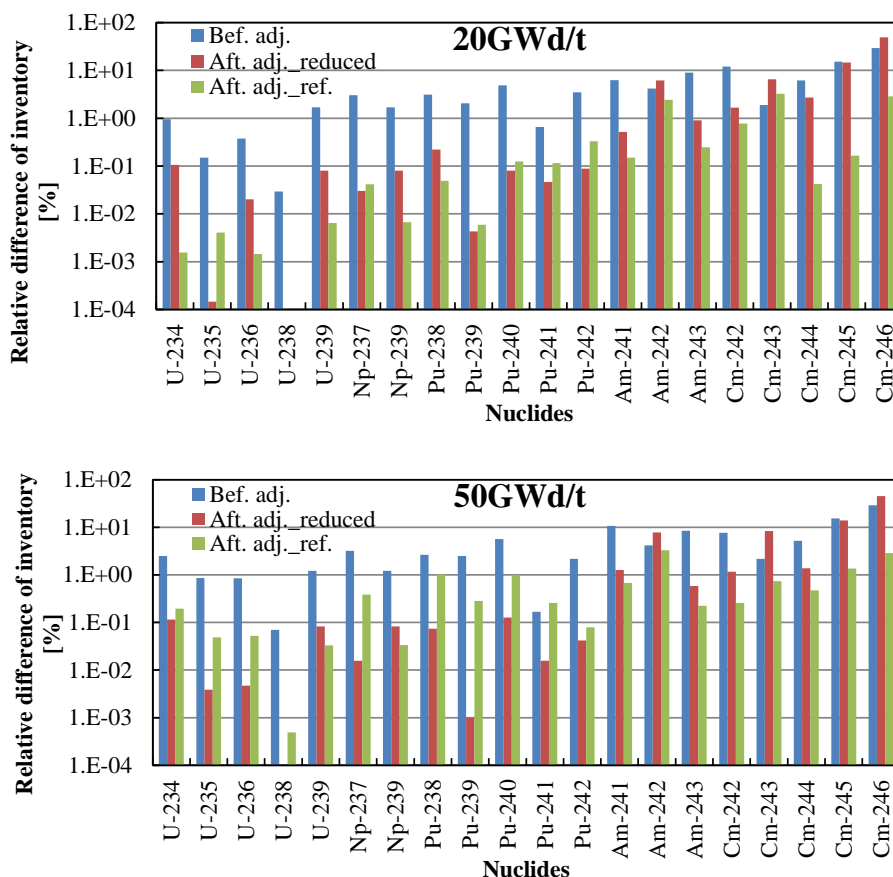 20GWd/t
Bef. adj.
Aft. adj._reduced
Aft. adj._ref.
Relative difference of inventory
[%]
1.E+02
1.E+01
1.E+00
1.E-01
1.E-02
1.E-03
1.E-04
U-234
U-235
U-236
U-238
U-239
Np-237
Np-239
Pu-238
Pu-239
Pu-240
Pu-241
Pu-242
Am-241
Am-242
Am-243
Cm-242
Cm-243
Cm-244
Cm-245
Cm-246
Nuclides
50GWd/t
Bef. adj.
Aft. adj._reduced
Aft. adj._ref.
Relative difference of inventory
[%]
1.E+02
1.E+01
1.E+00
1.E-01
1.E-02
1.E-03
1.E-04
U-234
U-235
U-236
U-238
U-239
Np-237
Np-239
Pu-238
Pu-239
Pu-240
Pu-241
Pu-242
Am-241
Am-242
Am-243
Cm-242
Cm-243
Cm-244
Cm-245
Cm-246
Nuclides